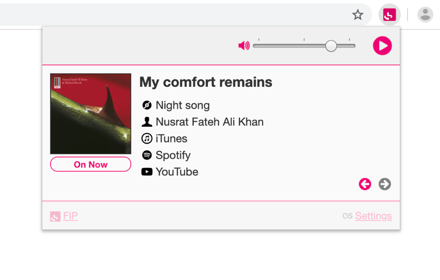 My comfort remains
Night song
Nusrat Fateh Ali Khan
iTunes
Spotify
YouTube
On Now
FIP
Settings